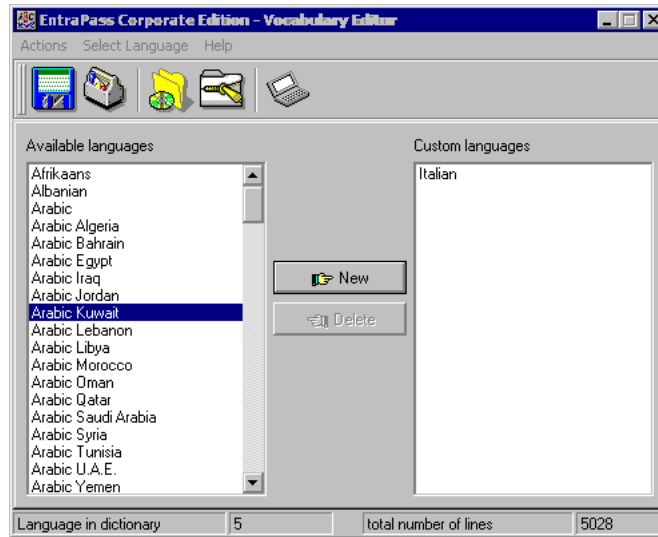 EntraPass Corporate Edition - Vocabulary Editor
Actions Select Language Help
Available languages
Custom languages
Afrikaans
Albanian
Arabic
Arabic Algeria
Arabic Bahrain
Arabic Egypt
Arabic Iraq
Arabic Jordan
Arabic Kuwait
Arabic Lebanon
Arabic Libya
Arabic Morocco
Arabic Oman
Arabic Qatar
Arabic Saudi Arabia
Arabic Syria
Arabic Tunisia
Arabic U.A.E.
Arabic Yemen
New
Delete
Italian
Language in dictionary 5 total number of lines 5028